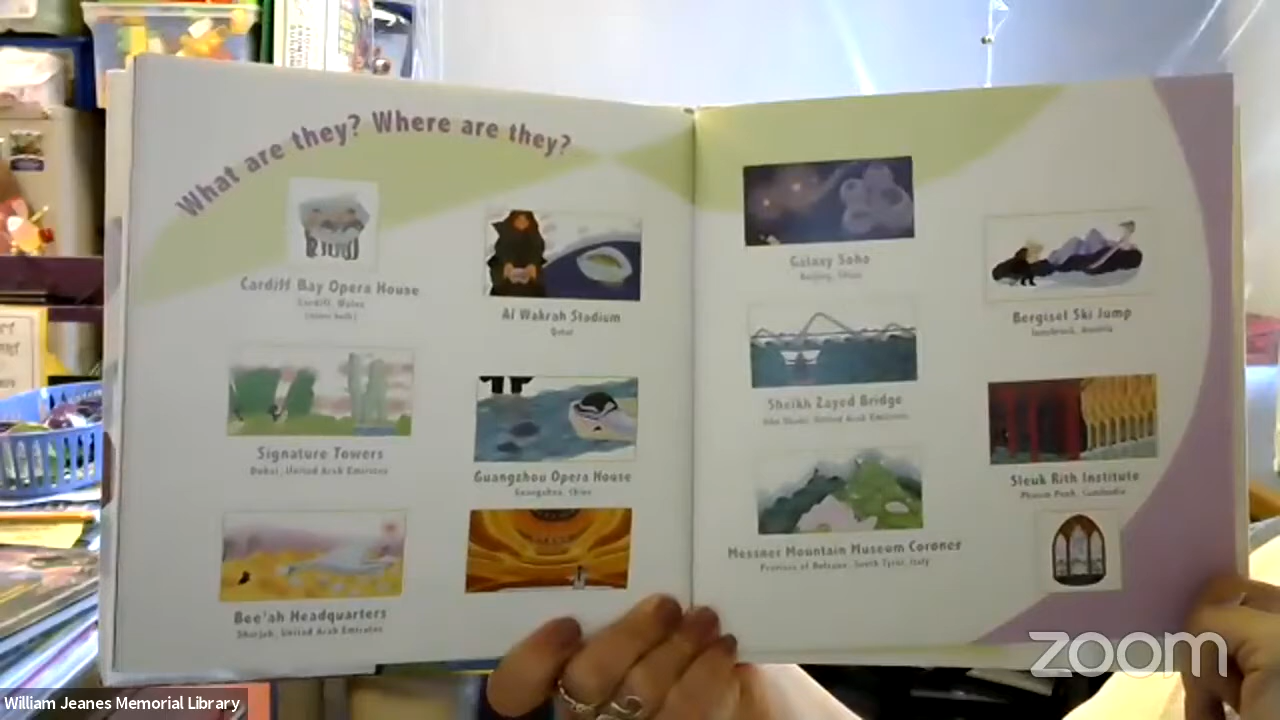 What are they? Where are they?
Cardiff Bay Opera House
Cardiff, Wales
(never built)
Al Wakrah Stadium
Qatar
Signature Towers
Dubai, United Arab Emirates
Guangzhou Opera House
Guangzhou, China
Bee'ah Headquarters
Sharjah, United Arab Emirates
Galaxy Soho
Beijing, China
Bergisel Ski Jump
Innsbruck, Austria
Sheikh Zayed Bridge
Abu Dhabi, United Arab Emirates
Sleuk Rith Institute
Phnom Penh, Cambodia
Messner Mountain Museum Corones
Province of Bolzano, South Tyrol, Italy
zoom
William Jeanes Memorial Library